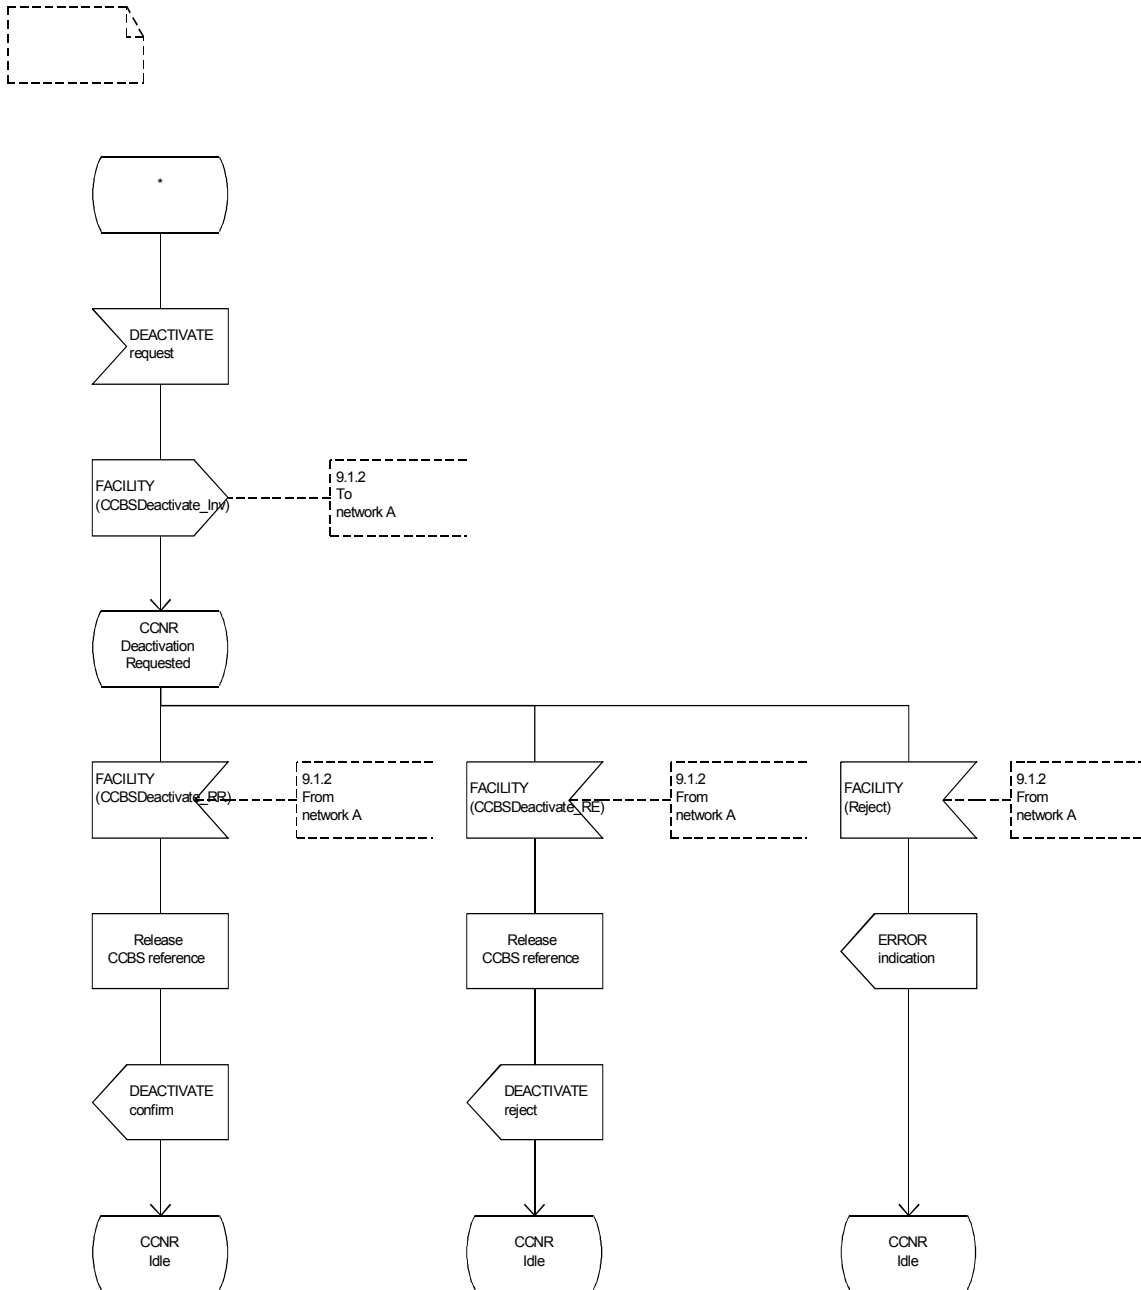 *
DEACTIVATE
request
FACILITY
(CCBSDeactivate_Inv)
9.1.2
To
network A
CCNR
Deactivation
Requested
FACILITY
(CCBSDeactivate_RR)
9.1.2
From
network A
FACILITY
(CCBSDeactivate_RE)
9.1.2
From
network A
FACILITY
(Reject)
9.1.2
From
network A
Release
CCBS reference
Release
CCBS reference
ERROR
indication
DEACTIVATE
confirm
DEACTIVATE
reject
CCNR
Idle
CCNR
Idle
CCNR
Idle